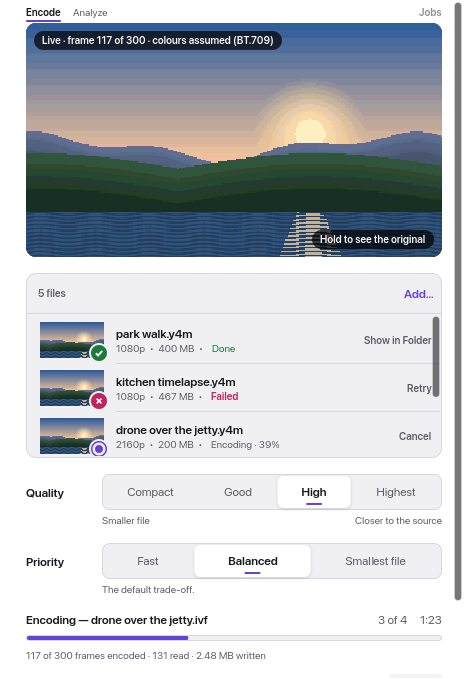 Encode Analyze Jobs
Live · frame 117 of 300 · colours assumed (BT.709)
Hold to see the original
5 files Add...
park walk.y4m
1080p • 400 MB • Done
Show in Folder
kitchen timelapse.y4m
1080p • 467 MB • Failed
Retry
drone over the jetty.y4m
2160p • 200 MB • Encoding · 39%
Cancel
Quality Compact Good High Highest
Smaller file Closer to the source
Priority Fast Balanced Smallest file
The default trade-off.
Encoding — drone over the jetty.ivf 3 of 4 1:23
117 of 300 frames encoded · 131 read · 2.48 MB written